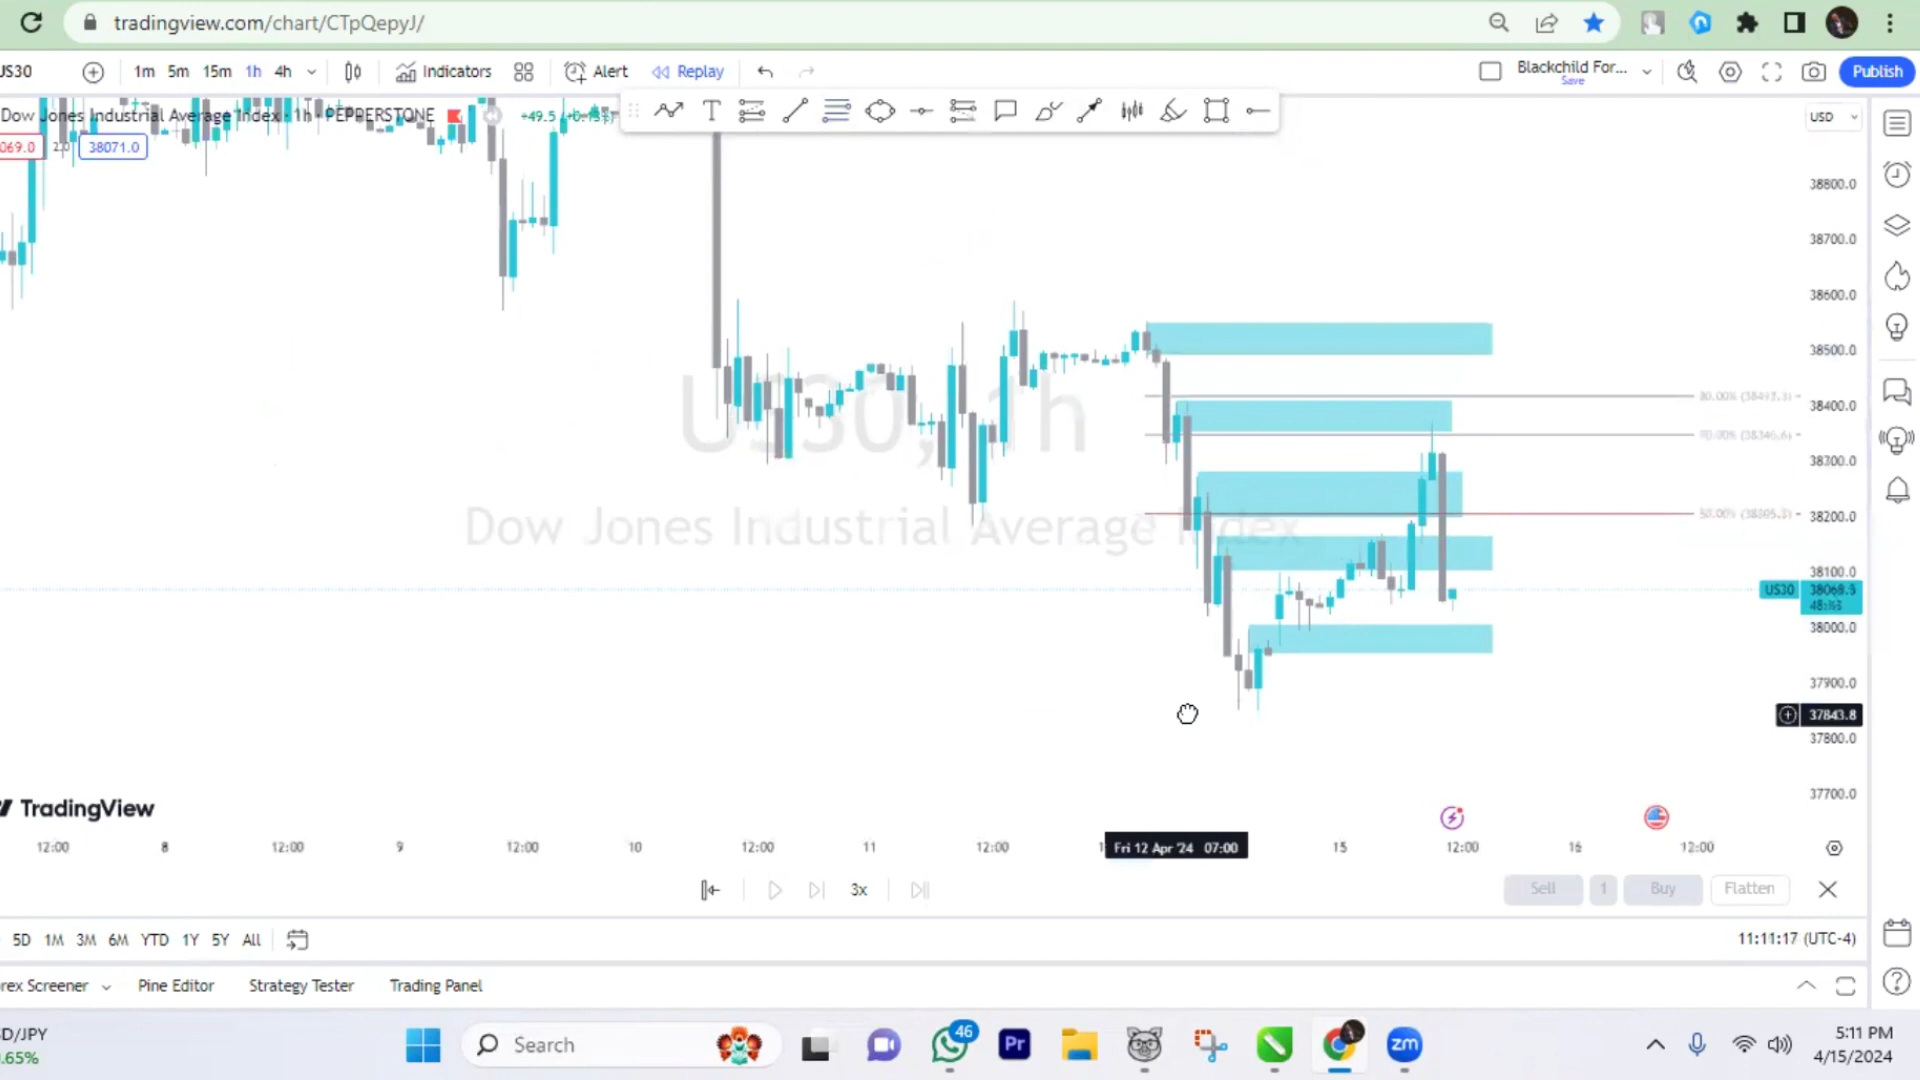 tradingview.com/chart/CTpQepyJ/
JS30
1m 5m 15m 1h 4h
Indicators
Alert
Replay
Blackchild For...
Save
Publish
Dow Jones Industrial Average Index · 1h · PEPPERSTONE
+49.5
069.0 2.0 38071.0
USD
38800.0
38700.0
38600.0
38500.0
38400.0
38300.0
38200.0
38100.0
38000.0
37900.0
37843.8
37800.0
37700.0
US30
US30, 1h
Dow Jones Industrial Average Index
TradingView
12:00 8 12:00 9 12:00 10 12:00 11 12:00 Fri 12 Apr '24 07:00 15 12:00 16 12:00
3x
Sell 1 Buy Flatten
5D 1M 3M 6M YTD 1Y 5Y All
11:11:17 (UTC-4)
rex Screener Pine Editor Strategy Tester Trading Panel
D/JPY
.65%
Search
46
Pr
zm
5:11 PM
4/15/2024